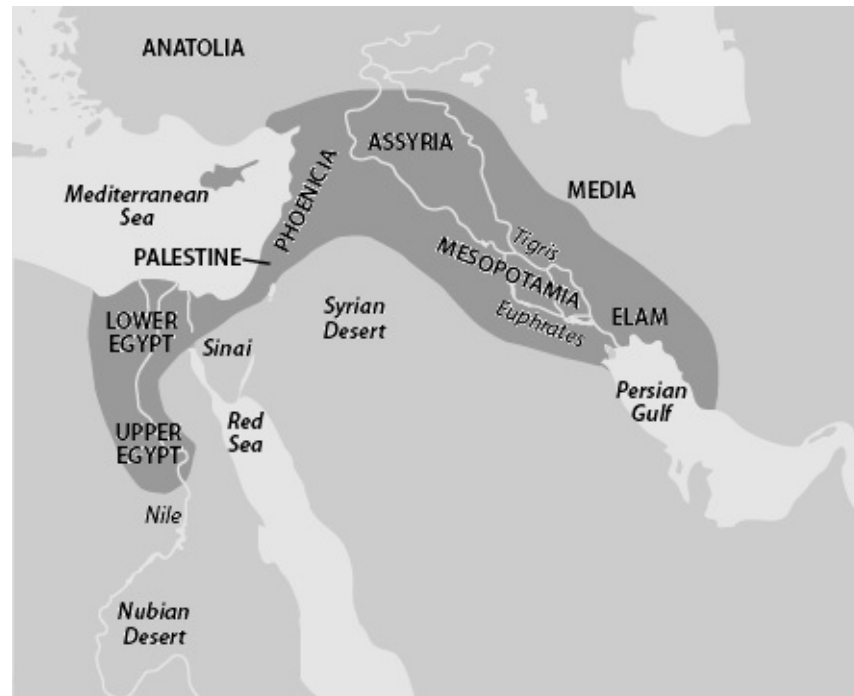 ANATOLIA
ASSYRIA
PHOENICIA
MEDIA
Mediterranean
Sea
Tigris
PALESTINE
MESOPOTAMIA
Euphrates
ELAM
LOWER
EGYPT
Sinai
Syrian
Desert
Persian
Gulf
Red
Sea
UPPER
EGYPT
Nile
Nubian
Desert